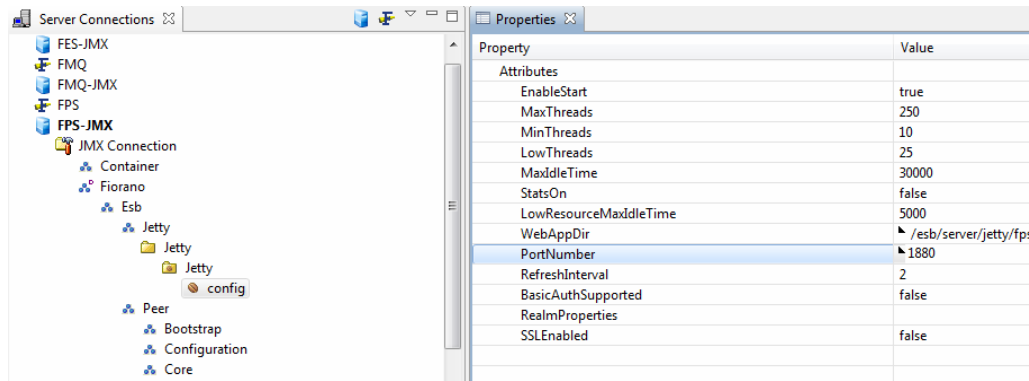 Server Connections
FES-JMX
FMQ
FMQ-JMX
FPS
FPS-JMX
JMX Connection
Container
Fiorano
Esb
Jetty
Jetty
Jetty
config
Peer
Bootstrap
Configuration
Core
Properties
Property Value
Attributes
EnableStart true
MaxThreads 250
MinThreads 10
LowThreads 25
MaxIdleTime 30000
StatsOn false
LowResourceMaxIdleTime 5000
WebAppDir /esb/server/jetty/fps
PortNumber 1880
RefreshInterval 2
BasicAuthSupported false
RealmProperties
SSLEnabled false